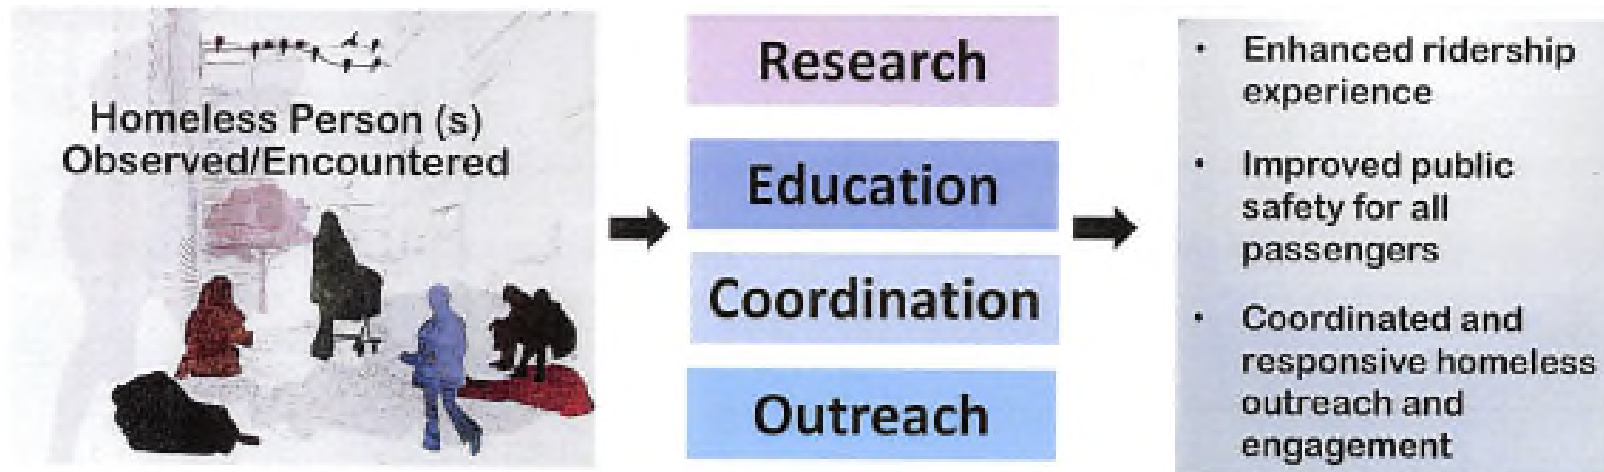 Homeless Person (s)
Observed/Encountered
Research
Education
Coordination
Outreach
• Enhanced ridership
experience
• Improved public
safety for all
passengers
• Coordinated and
responsive homeless
outreach and
engagement